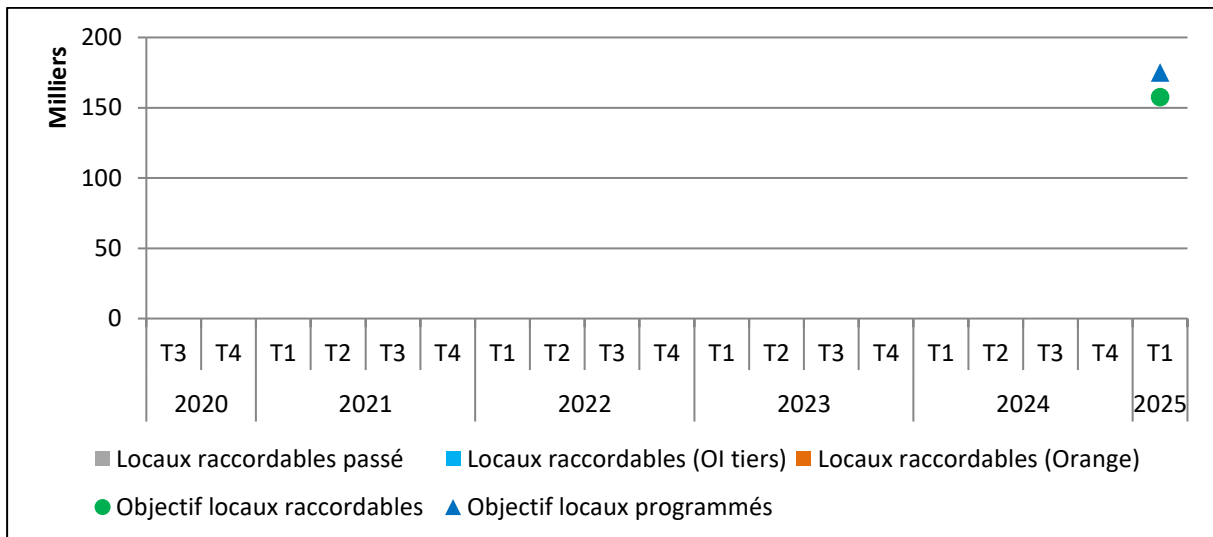 Milliers
200
150
100
50
0
T3 T4 T1 T2 T3 T4 T1 T2 T3 T4 T1 T2 T3 T4 T1 T2 T3 T4 T1
2020 2021 2022 2023 2024 2025
Locaux raccordables passé Locaux raccordables (OI tiers) Locaux raccordables (Orange)
Objectif locaux raccordables Objectif locaux programmés